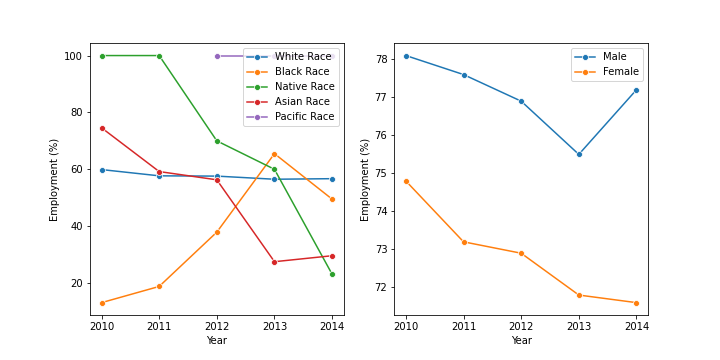 100
80
60
40
20
Employment (%)
2010 2011 2012 2013 2014
Year
White Race
Black Race
Native Race
Asian Race
Pacific Race
78
77
76
75
74
73
72
Employment (%)
2010 2011 2012 2013 2014
Year
Male
Female